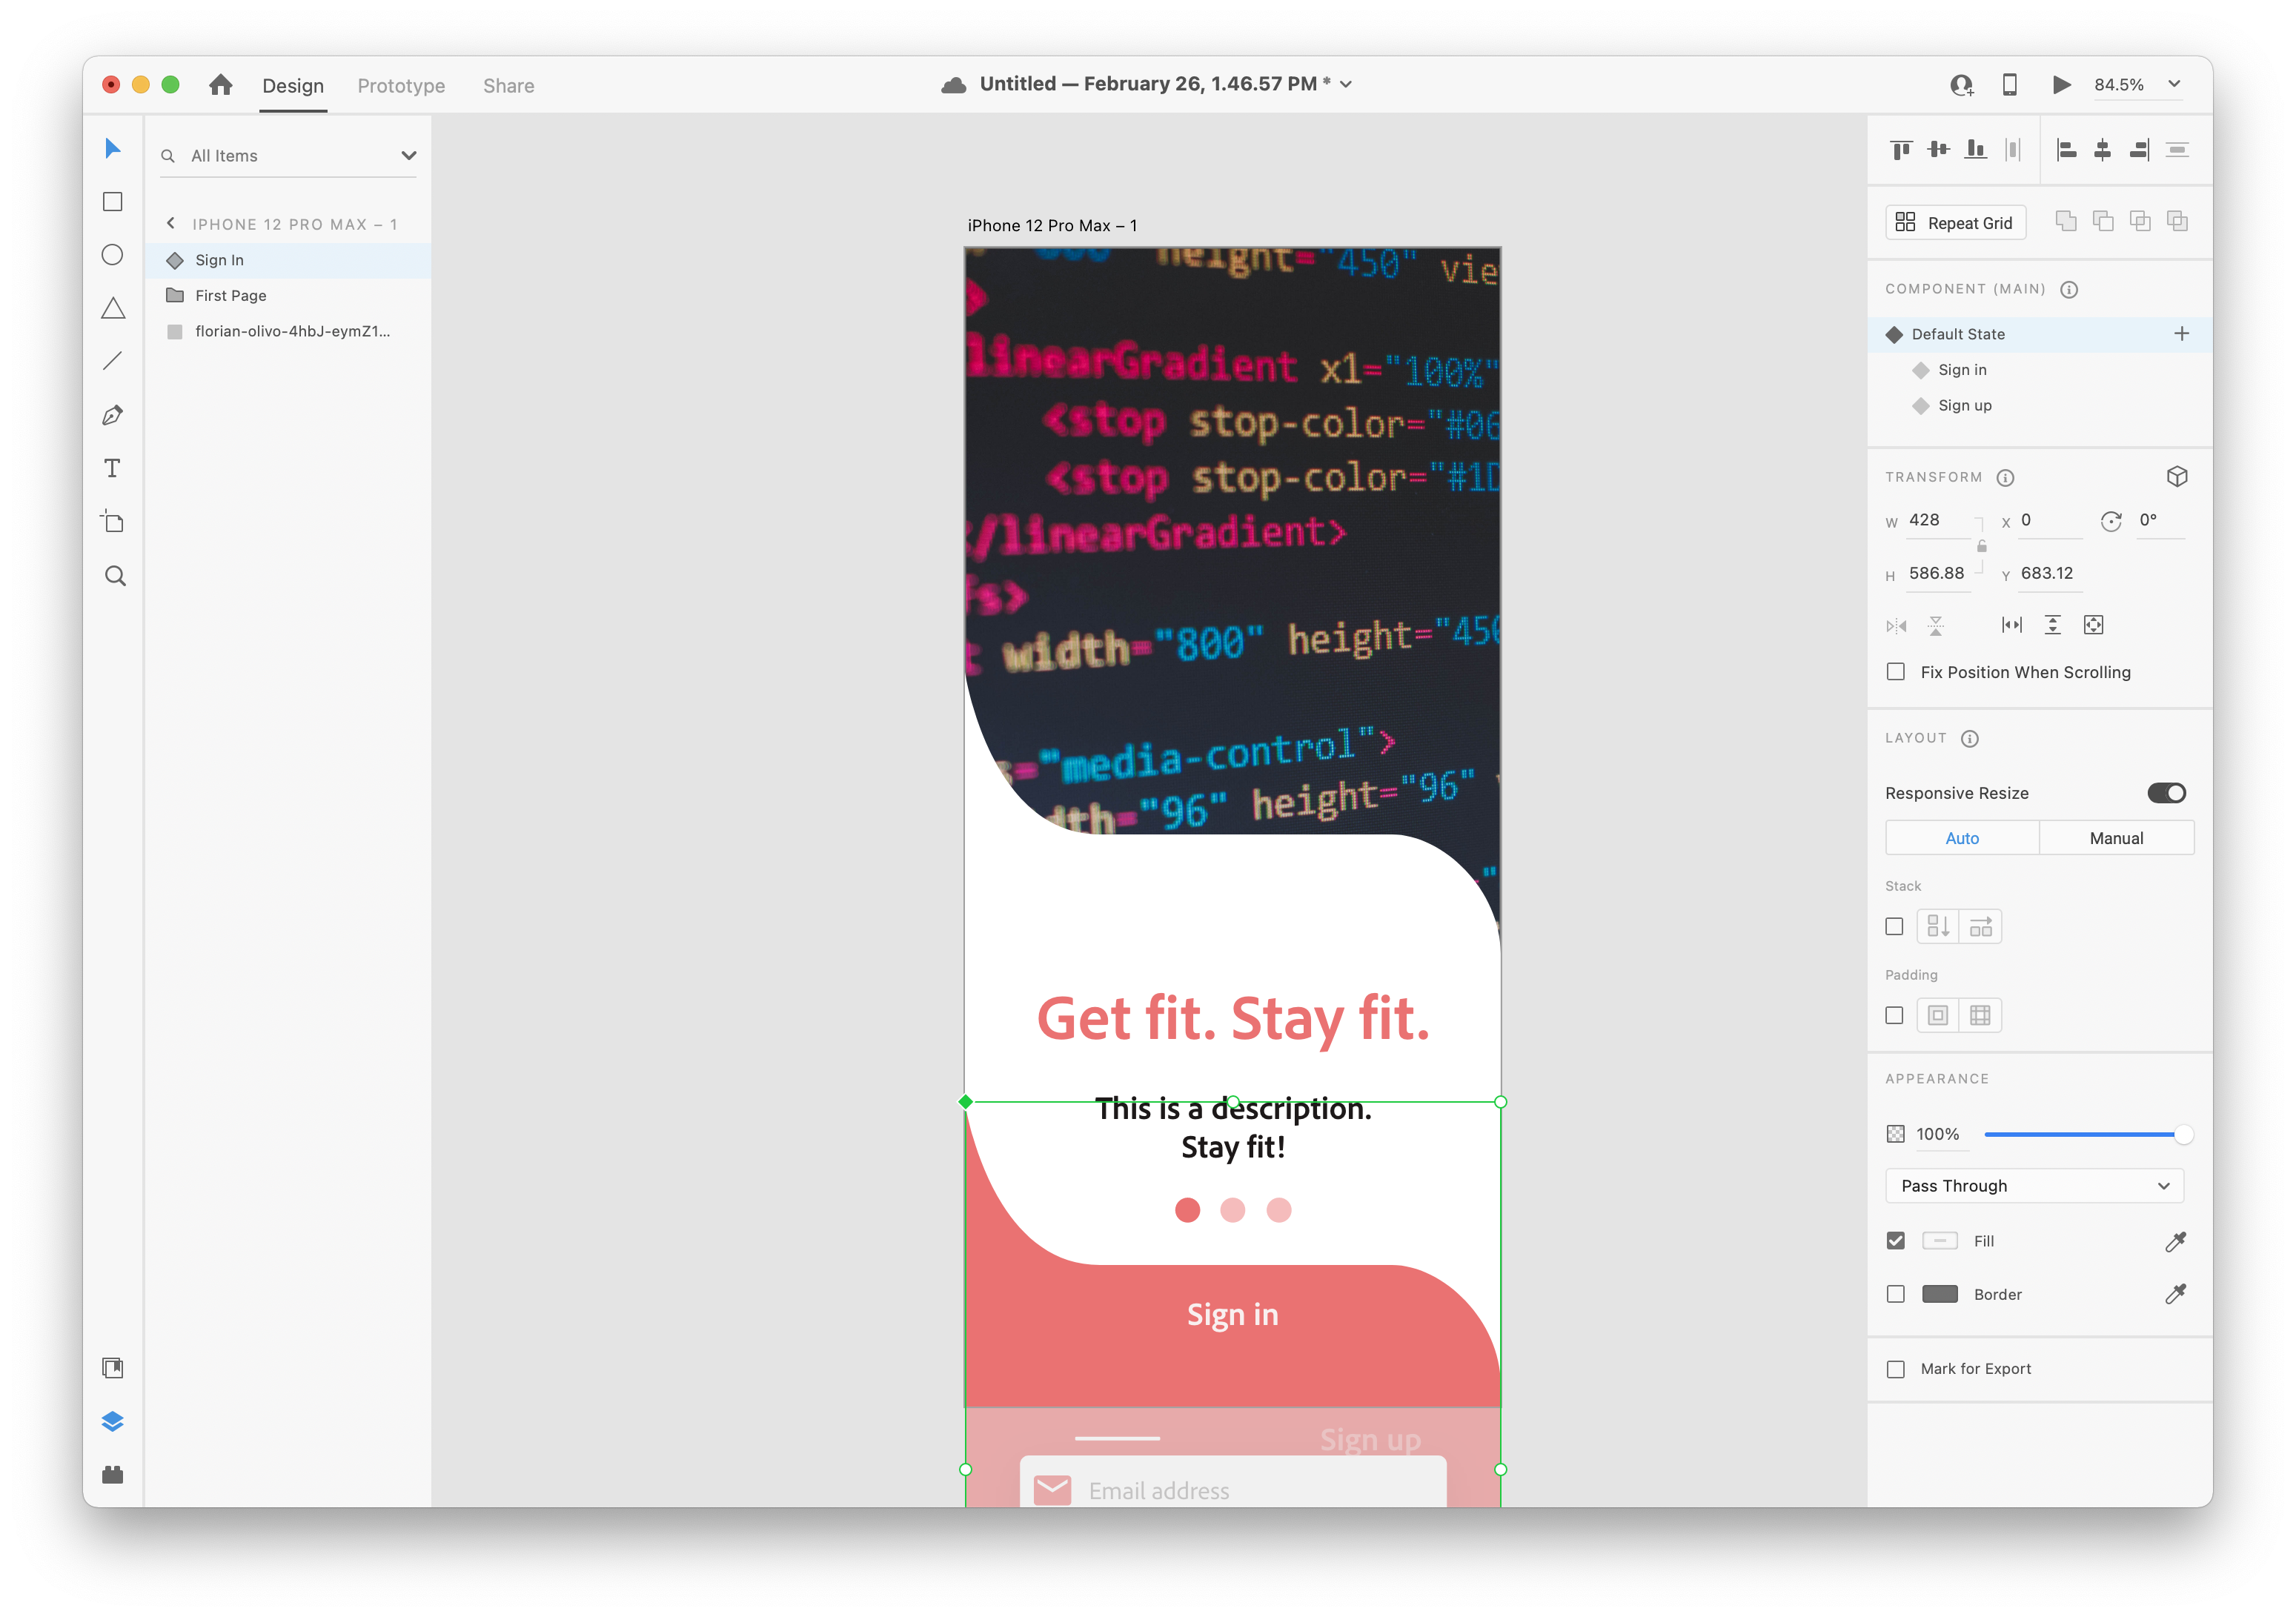 Design
Prototype
Share
Untitled — February 26, 1.46.57 PM *
84.5%
All Items
IPHONE 12 PRO MAX – 1
Sign In
First Page
florian-olivo-4hbJ-eymZ1...
iPhone 12 Pro Max – 1
height="450" vie
linearGradient x1="100%"
<stop stop-color="#06
<stop stop-color="#1D
</linearGradient>
fs>
width="800" height="450
s="media-control">
dth="96" height="96"
Get fit. Stay fit.
This is a description.
Stay fit!
Sign in
Sign up
Email address
Repeat Grid
COMPONENT (MAIN)
Default State
Sign in
Sign up
TRANSFORM
W 428 X 0 0°
H 586.88 Y 683.12
Fix Position When Scrolling
LAYOUT
Responsive Resize
Auto Manual
Stack
Padding
APPEARANCE
100%
Pass Through
Fill
Border
Mark for Export